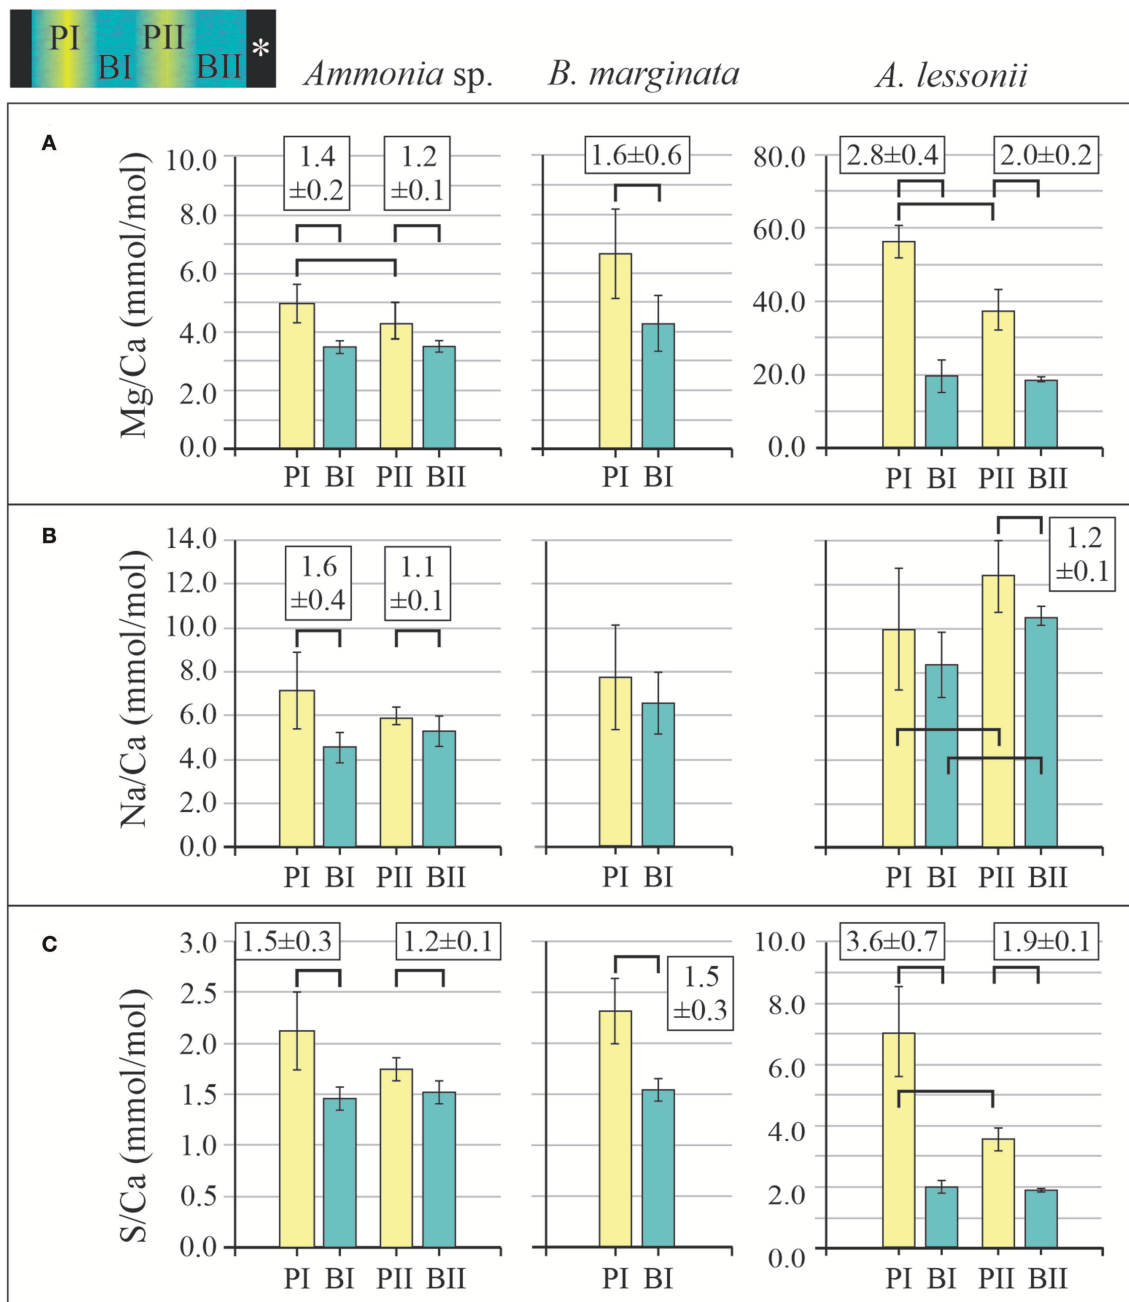 PI PII
BI BII *
Ammonia sp. B. marginata A. lessonii
A
Mg/Ca (mmol/mol)
10.0
8.0
6.0
4.0
2.0
0.0
1.4
±0.2
1.2
±0.1
PI BI PII BII
1.6±0.6
PI BI
80.0
60.0
40.0
20.0
0.0
2.8±0.4
2.0±0.2
PI BI PII BII
B
Na/Ca (mmol/mol)
14.0
12.0
10.0
8.0
6.0
4.0
2.0
0.0
1.6
±0.4
1.1
±0.1
PI BI PII BII
PI BI
1.2
±0.1
PI BI PII BII
C
S/Ca (mmol/mol)
3.0
2.5
2.0
1.5
1.0
0.5
0.0
1.5±0.3
1.2±0.1
PI BI PII BII
1.5
±0.3
PI BI
10.0
8.0
6.0
4.0
2.0
0.0
3.6±0.7
1.9±0.1
PI BI PII BII